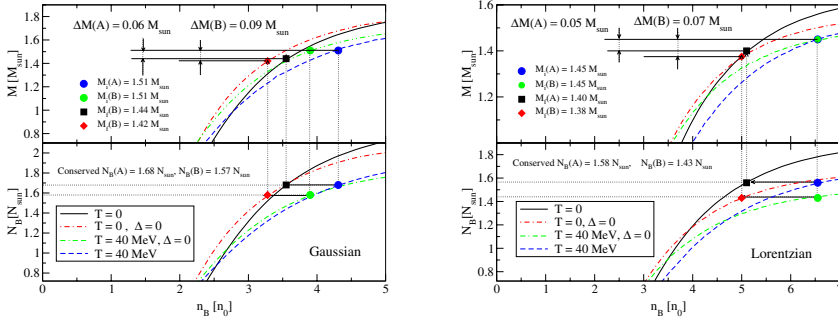 ΔM(A) = 0.06 M_sun ΔM(B) = 0.09 M_sun
M [M_sun]
1.8
1.6
1.4
1.2
1
0.8
M_i(A) = 1.51 M_sun
M_i(B) = 1.51 M_sun
M_f(A) = 1.44 M_sun
M_f(B) = 1.42 M_sun
N_B [N_sun]
2
1.8
1.6
1.4
1.2
1
0.8
Conserved N_B(A) = 1.68 N_sun, N_B(B) = 1.57 N_sun
T = 0
T = 0 , Δ = 0
T = 40 MeV, Δ = 0
T = 40 MeV
Gaussian
0 1 2 3 4 5
n_B [n_0]
ΔM(A) = 0.05 M_sun ΔM(B) = 0.07 M_sun
M [M_sun]
1.6
1.4
1.2
1
M_i(A) = 1.45 M_sun
M_i(B) = 1.45 M_sun
M_f(A) = 1.40 M_sun
M_f(B) = 1.38 M_sun
N_B [N_sun]
1.8
1.6
1.4
1.2
1
0.8
Conserved N_B(A) = 1.58 N_sun, N_B(B) = 1.43 N_sun
T = 0
T = 0, Δ = 0
T = 40 MeV, Δ = 0
T = 40 MeV
Lorentzian
0 1 2 3 4 5 6 7
n_B [n_0]